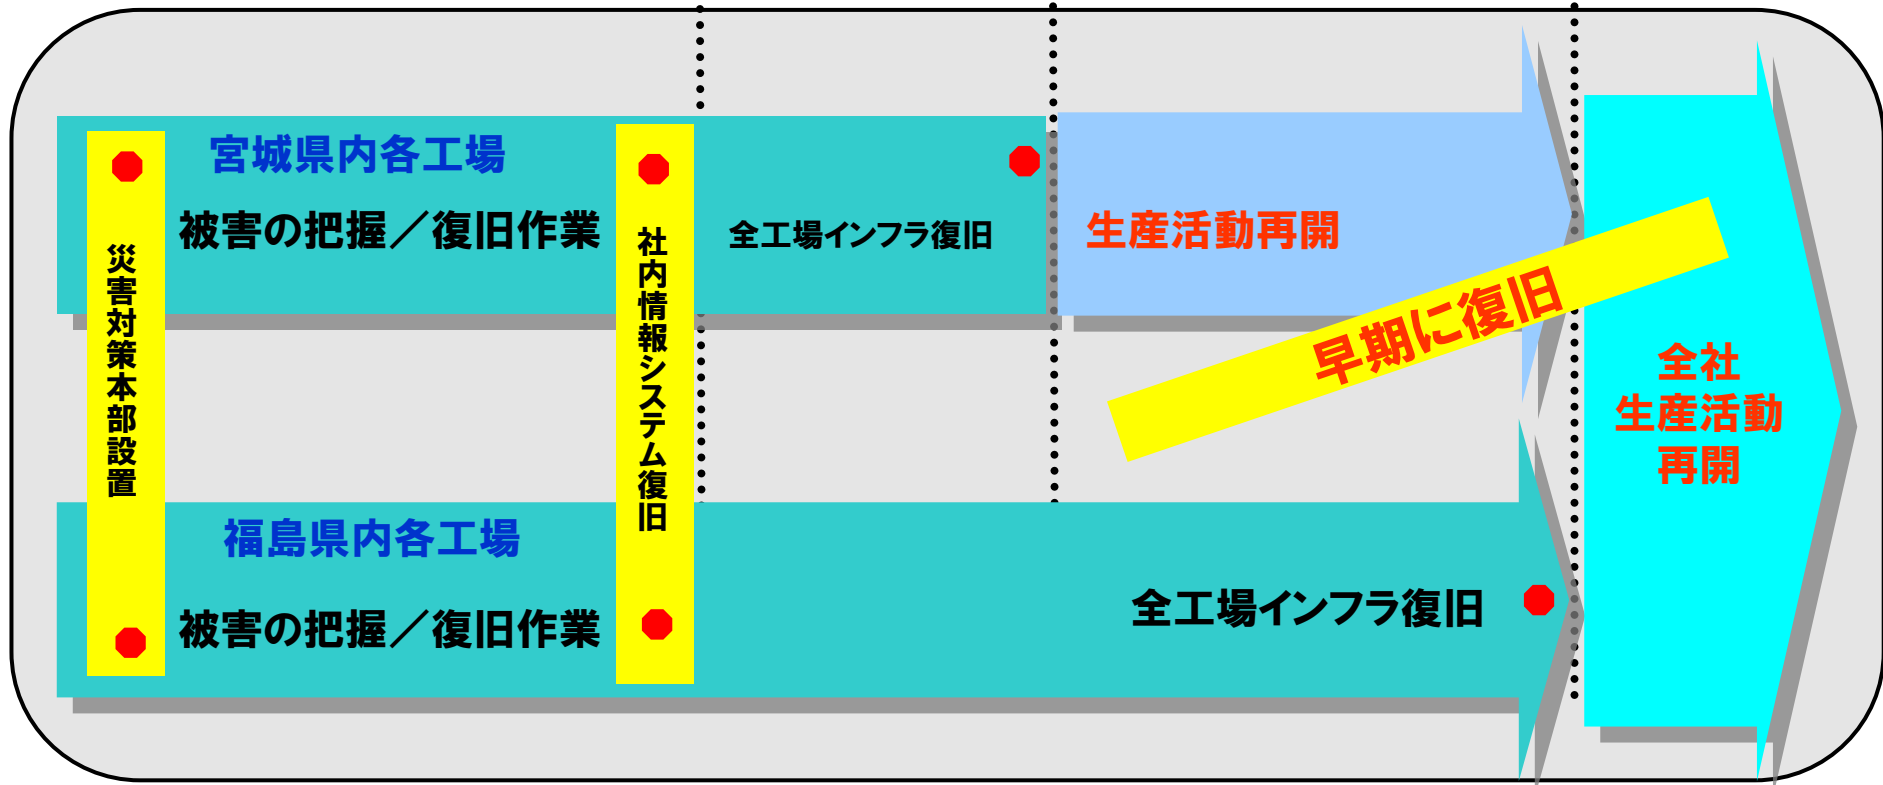 宮城県内各工場
被害の把握／復旧作業
災害対策本部設置
社内情報システム復旧
全工場インフラ復旧
生産活動再開
早期に復旧
全社
生産活動
再開
福島県内各工場
被害の把握／復旧作業
全工場インフラ復旧